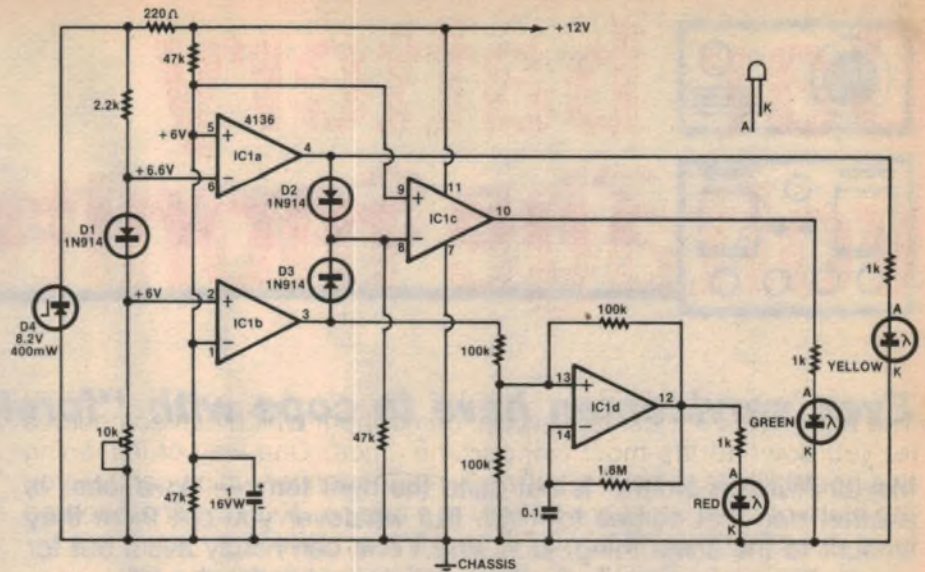 220Ω
+12V
47k
2.2k
+6V
5
+
4136
IC1a
4
6
−
+6.6V
D2
1N914
9
+
11
IC1c
10
8
−
7
D1
1N914
D3
1N914
1k
A
YELLOW
λ
K
D4
8.2V
400mW
+6V
2
+
IC1b
3
1
−
100k
100k
13
+
IC1d
12
14
−
1k
A
GREEN
λ
K
10k
47k
47k
1
16VW
100k
1.8M
0.1
1k
A
RED
λ
K
CHASSIS
A
K